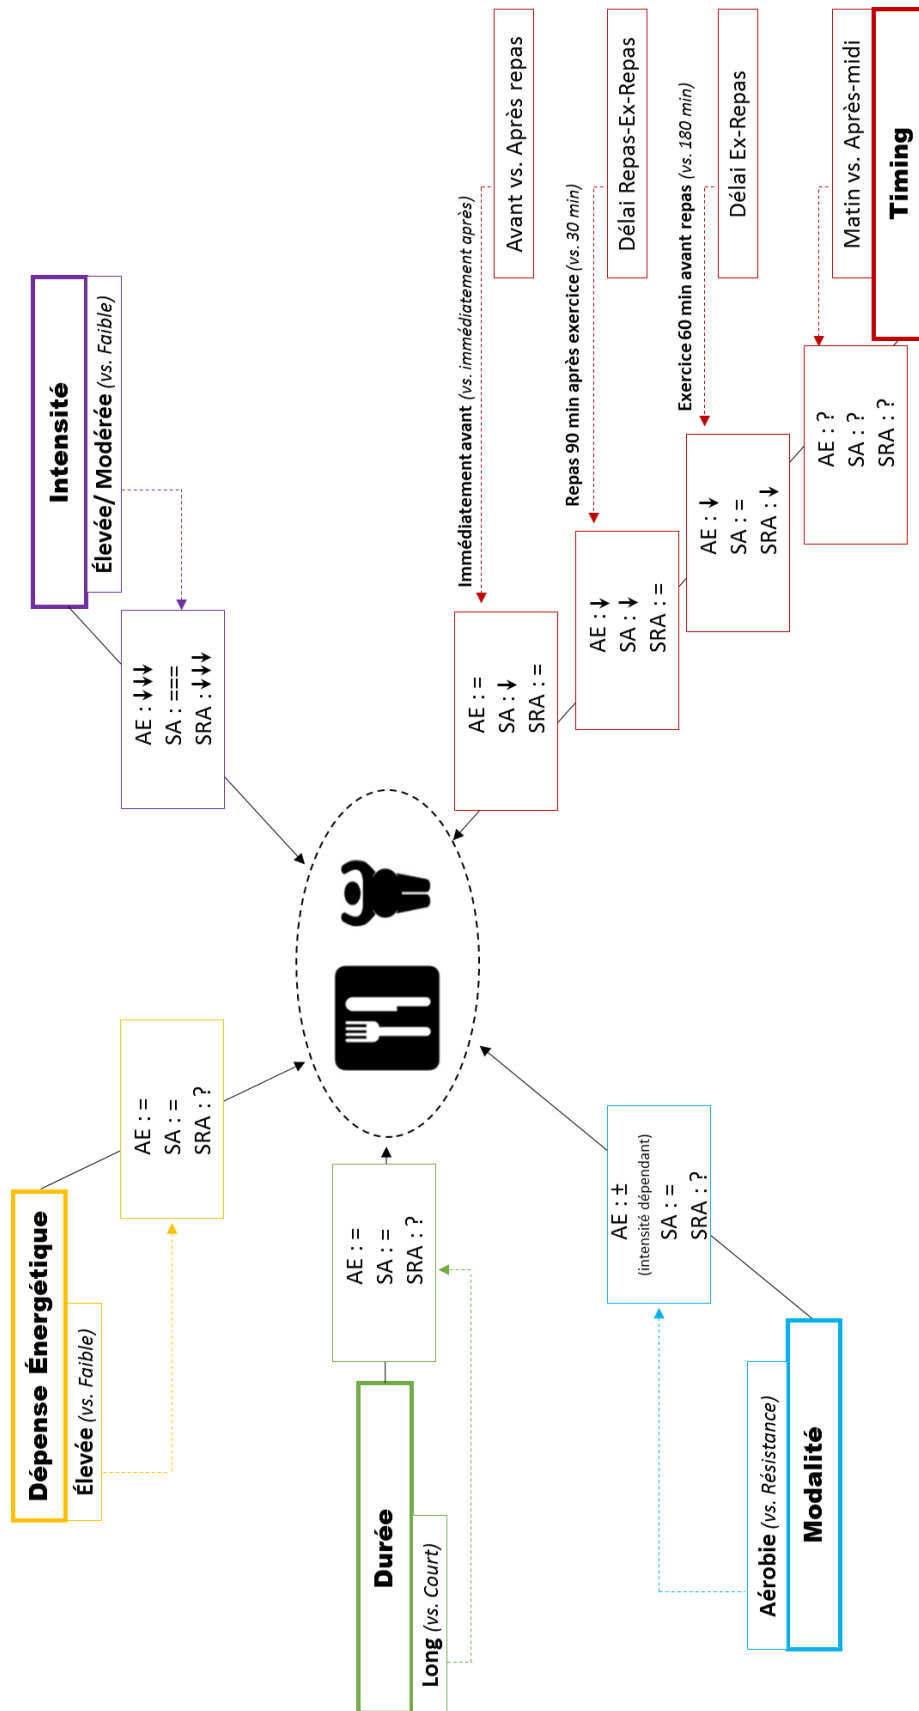 Dépense Énergétique
Élevée (vs. Faible)
AE : =
SA : =
SRA : ?
Intensité
Élevée/ Modérée (vs. Faible)
AE : ↓↓↓
SA : ===
SRA : ↓↓↓
Durée
Long (vs. Court)
AE : =
SA : =
SRA : ?
Modalité
Aérobie (vs. Résistance)
AE : ±
(intensité dépendant)
SA : =
SRA : ?
Immédiatement avant (vs. immédiatement après)
Avant vs. Après repas
AE : =
SA : ↓
SRA : =
Repas 90 min après exercice (vs. 30 min)
Délai Repas-Ex-Repas
AE : ↓
SA : ↓
SRA : =
Exercice 60 min avant repas (vs. 180 min)
Délai Ex-Repas
AE : ↓
SA : =
SRA : ↓
Matin vs. Après-midi
AE : ?
SA : ?
SRA : ?
Timing